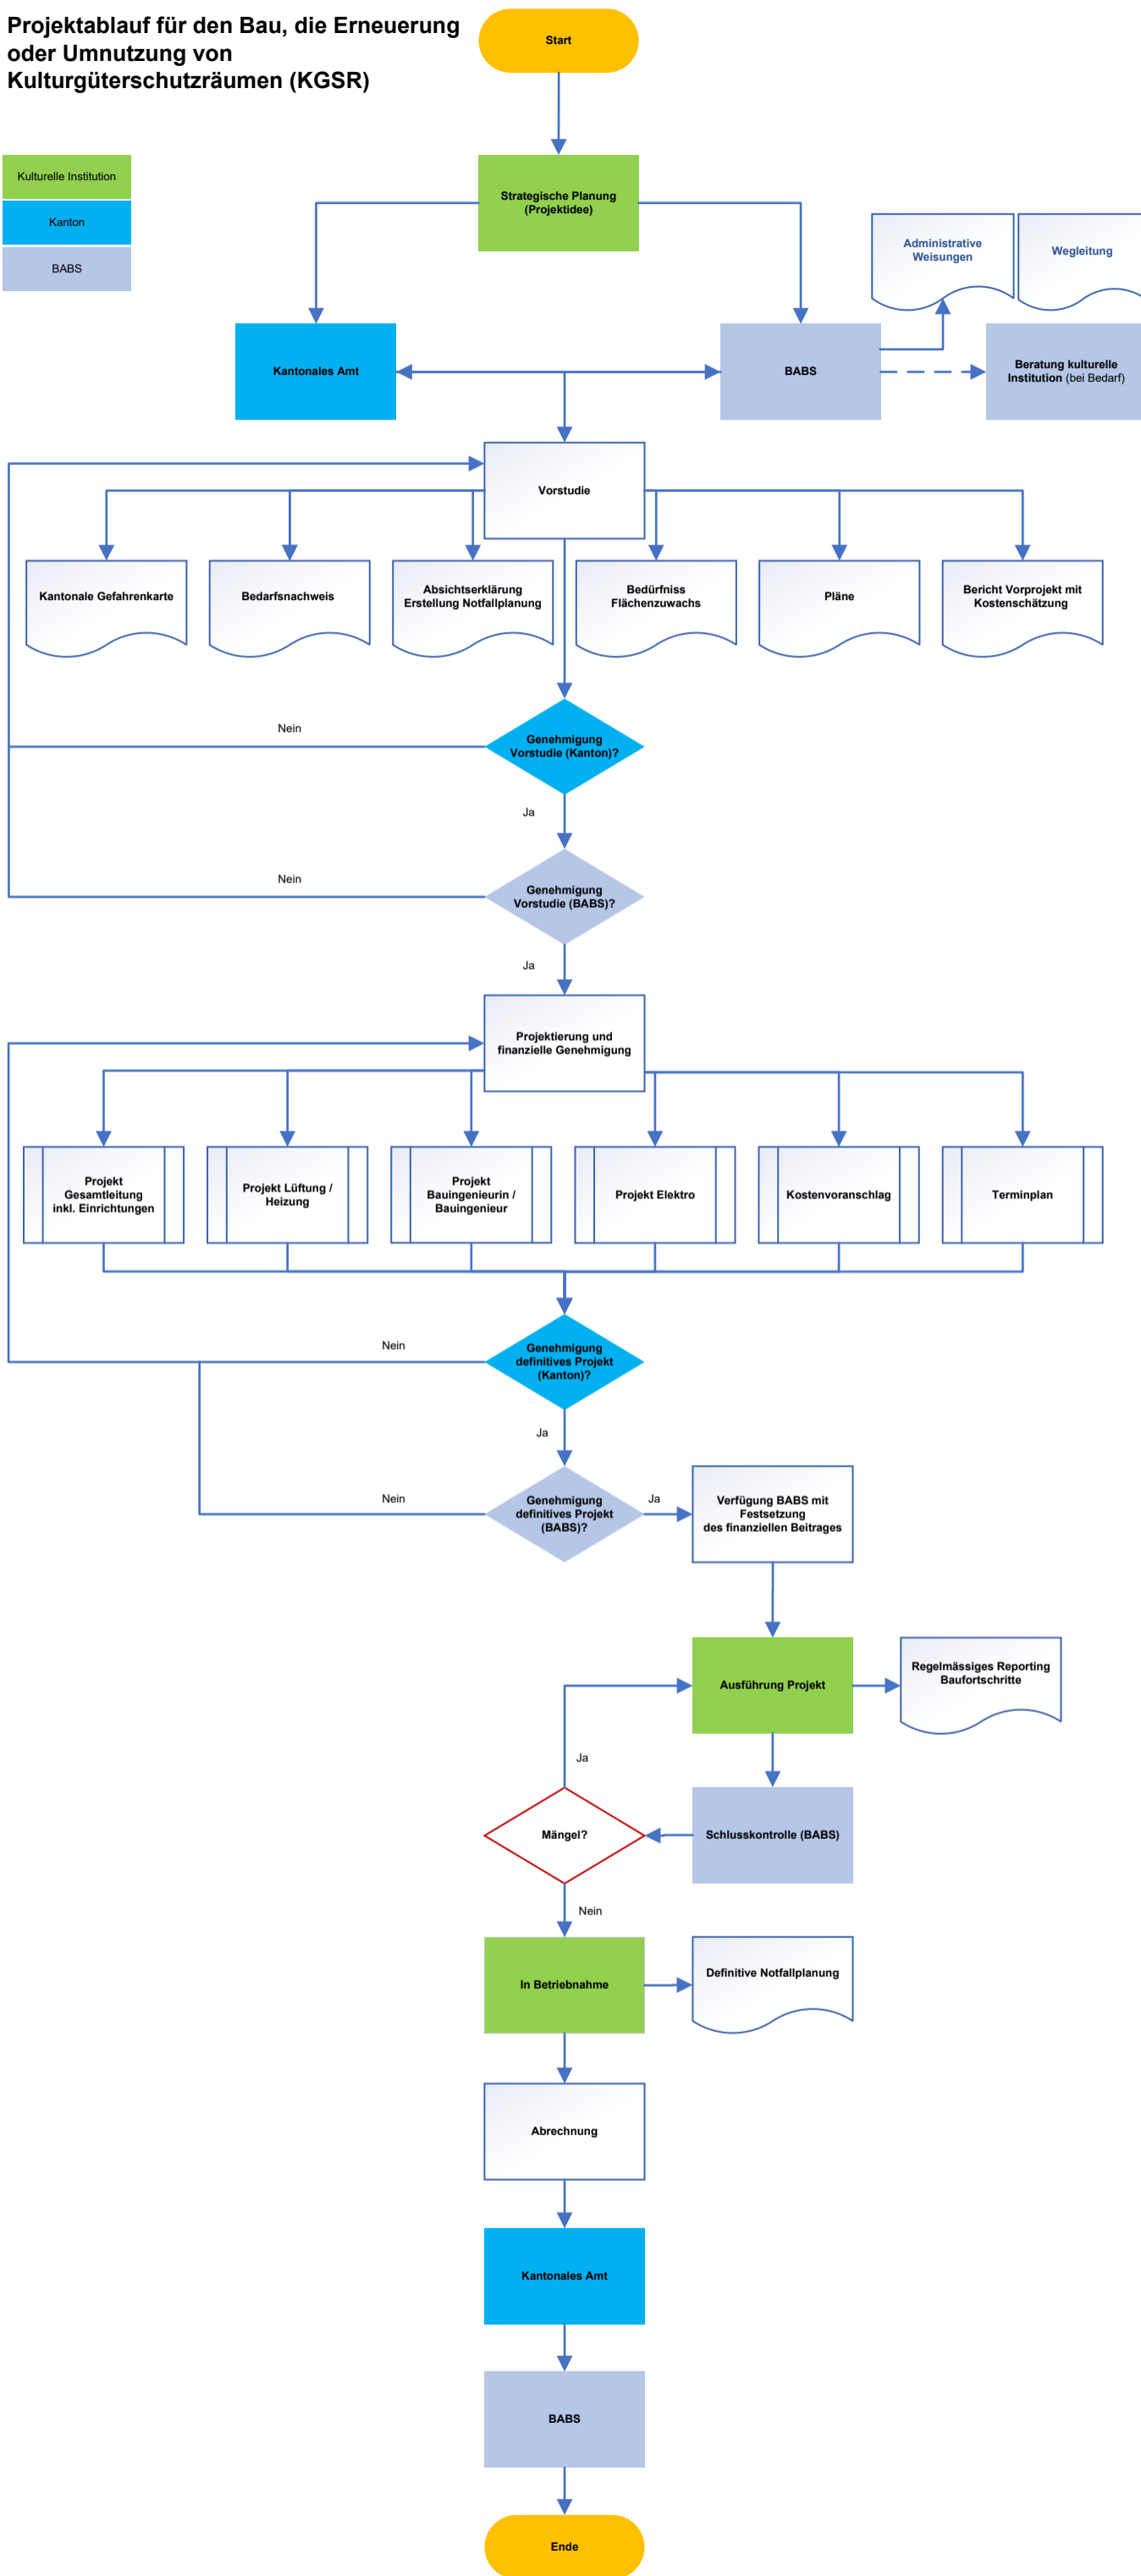 Projektablauf für den Bau, die Erneuerung
oder Umnutzung von
Kulturgüterschutzräumen (KGSR)
Start
Kulturelle Institution
Kanton
BABS
Strategische Planung
(Projektidee)
Administrative
Weisungen
Wegleitung
Kantonales Amt
BABS
Beratung kulturelle
Institution (bei Bedarf)
Vorstudie
Kantonale Gefahrenkarte
Bedarfsnachweis
Absichtserklärung
Erstellung Notfallplanung
Bedürfniss
Flächenzuwachs
Pläne
Bericht Vorprojekt mit
Kostenschätzung
Nein
Genehmigung
Vorstudie (Kanton)?
Ja
Nein
Genehmigung
Vorstudie (BABS)?
Ja
Projektierung und
finanzielle Genehmigung
Projekt
Gesamtleitung
inkl. Einrichtungen
Projekt Lüftung /
Heizung
Projekt
Bauingenieurin /
Bauingenieur
Projekt Elektro
Kostenvoranschlag
Terminplan
Nein
Genehmigung
definitives Projekt
(Kanton)?
Ja
Nein
Genehmigung
definitives Projekt
(BABS)?
Ja
Verfügung BABS mit
Festsetzung
des finanziellen Beitrages
Ausführung Projekt
Regelmässiges Reporting
Baufortschritte
Ja
Mängel?
Schlusskontrolle (BABS)
Nein
In Betriebnahme
Definitive Notfallplanung
Abrechnung
Kantonales Amt
BABS
Ende